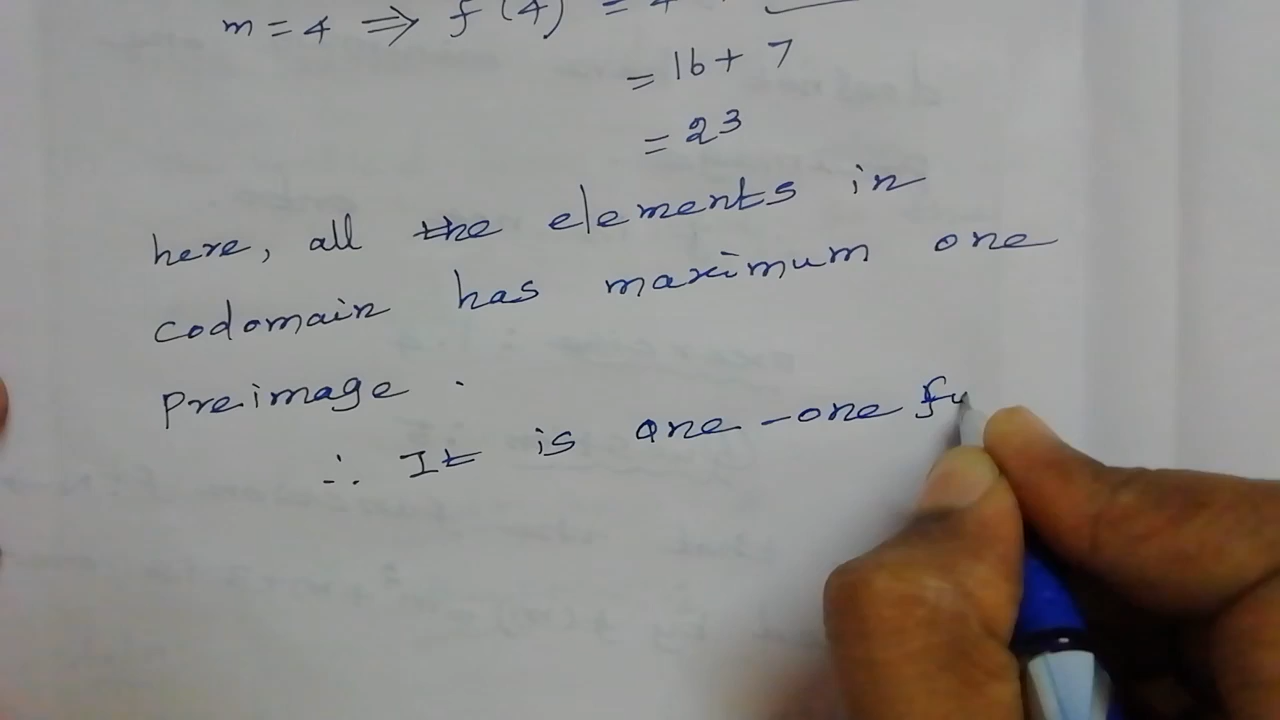 m = 4 ⇒ f (4) = 4
= 16 + 7
= 23
here, all the elements in
codomain has maximum one
preimage .
∴ It is one - one fu